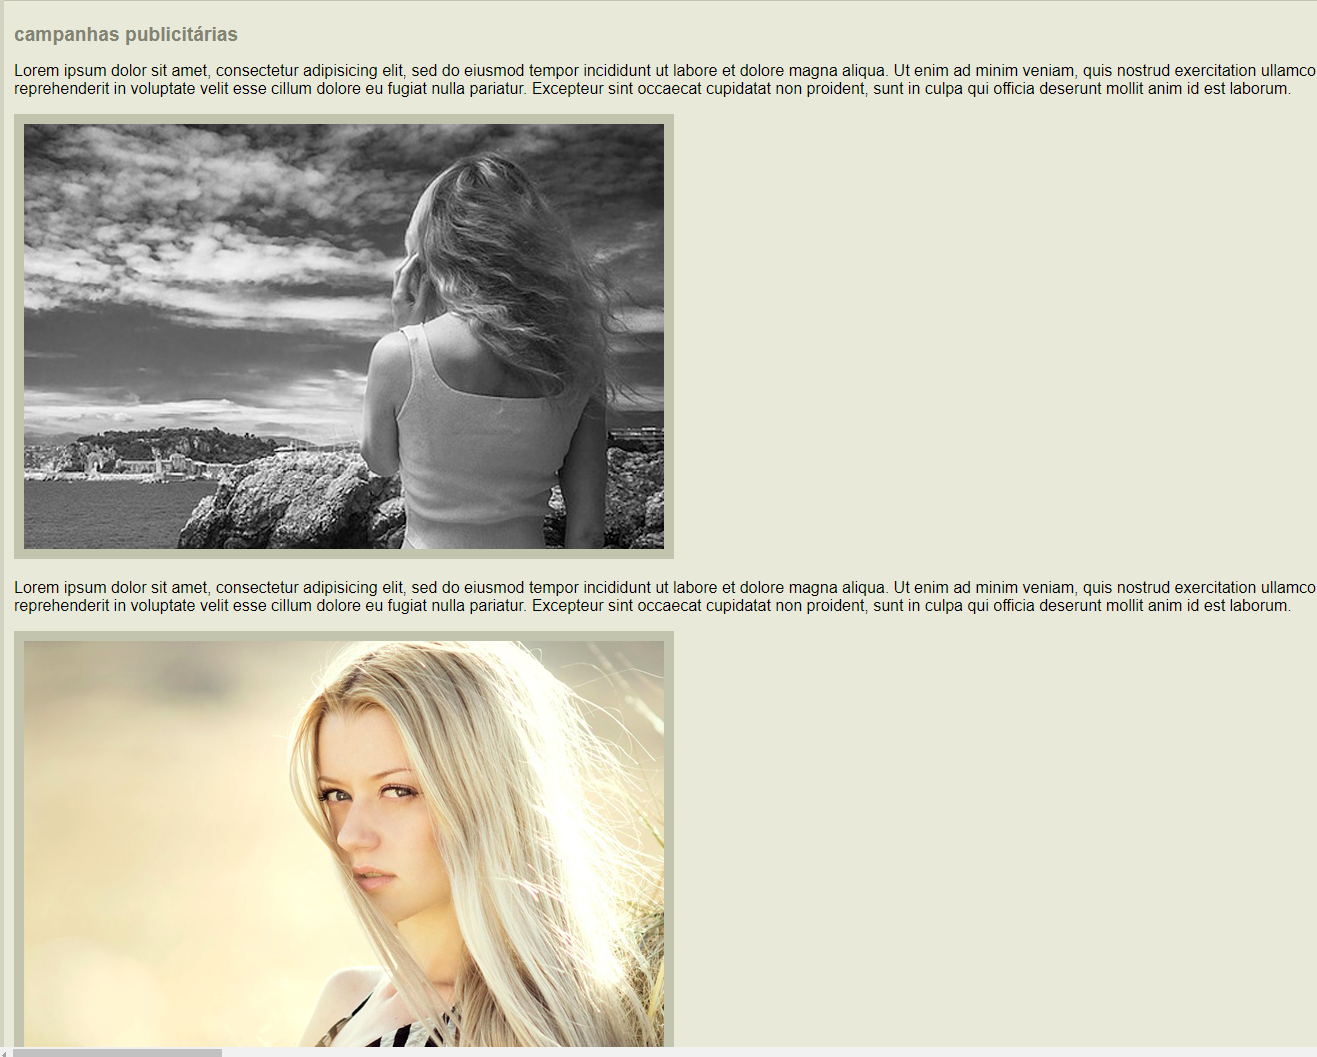 campanhas publicitárias
Lorem ipsum dolor sit amet, consectetur adipisicing elit, sed do eiusmod tempor incididunt ut labore et dolore magna aliqua. Ut enim ad minim veniam, quis nostrud exercitation ullamco
reprehenderit in voluptate velit esse cillum dolore eu fugiat nulla pariatur. Excepteur sint occaecat cupidatat non proident, sunt in culpa qui officia deserunt mollit anim id est laborum.
Lorem ipsum dolor sit amet, consectetur adipisicing elit, sed do eiusmod tempor incididunt ut labore et dolore magna aliqua. Ut enim ad minim veniam, quis nostrud exercitation ullamco
reprehenderit in voluptate velit esse cillum dolore eu fugiat nulla pariatur. Excepteur sint occaecat cupidatat non proident, sunt in culpa qui officia deserunt mollit anim id est laborum.